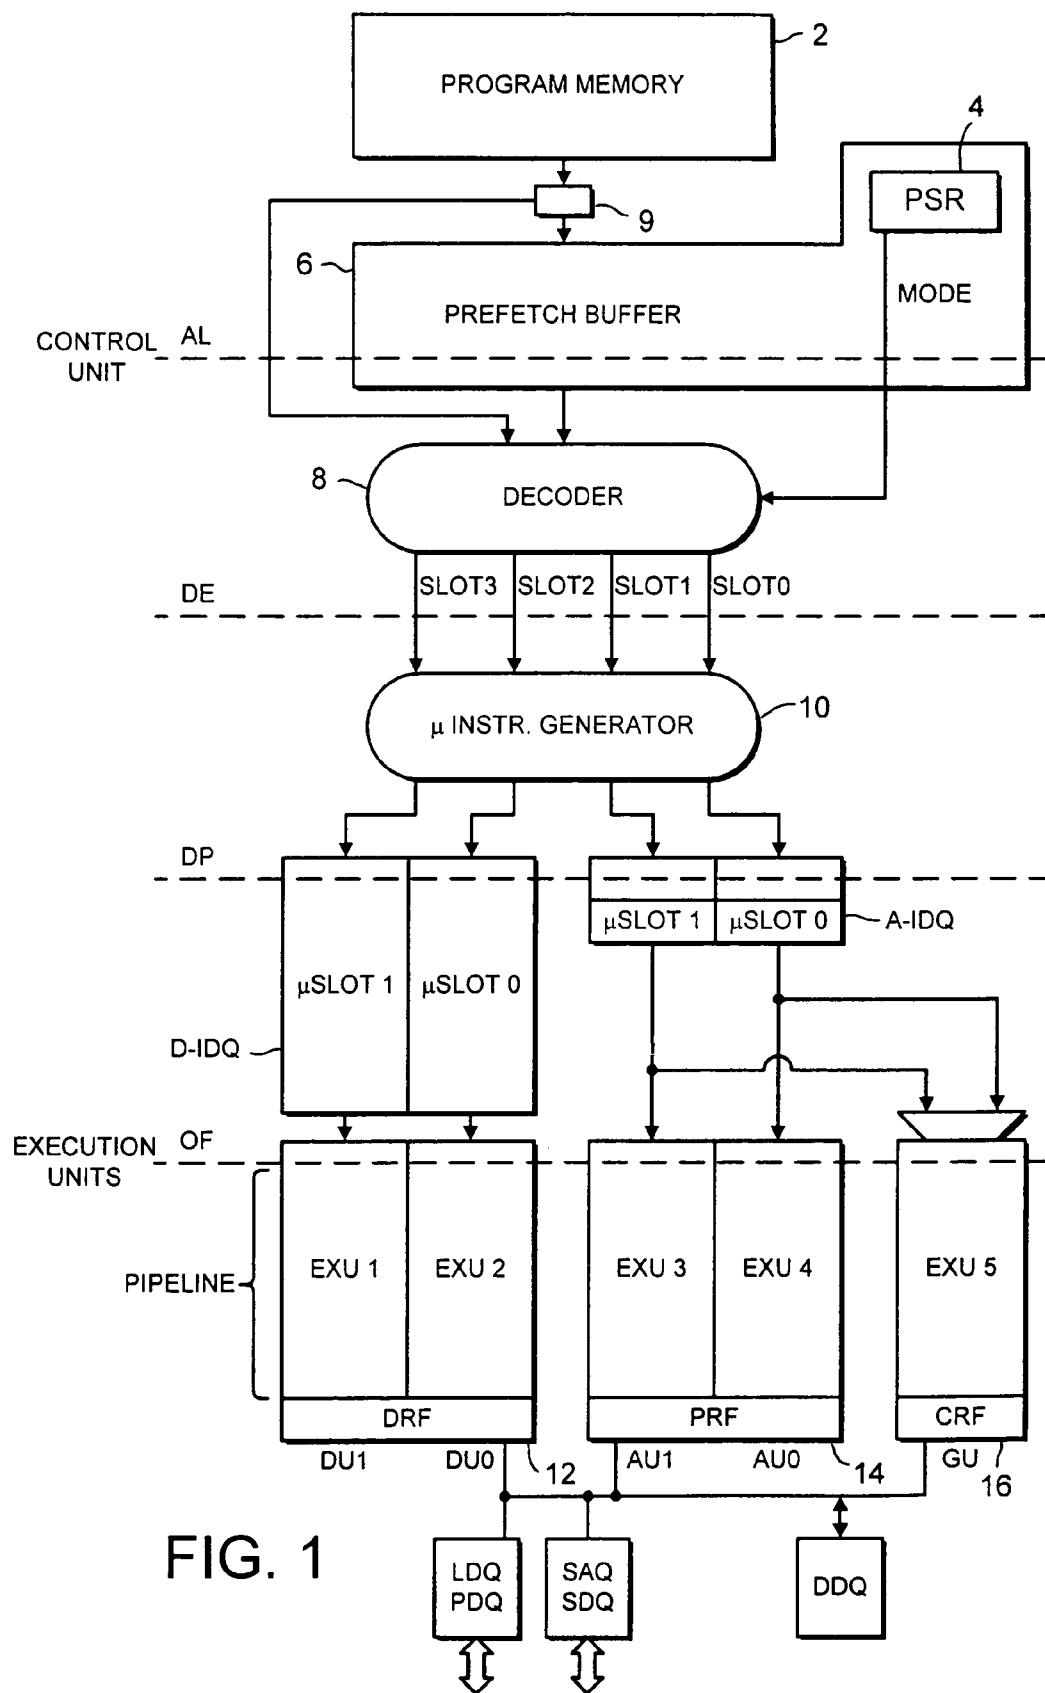 2
PROGRAM MEMORY
4
PSR
9
6
MODE
PREFETCH BUFFER
AL
CONTROL
UNIT
8
DECODER
SLOT3 SLOT2 SLOT1 SLOT0
DE
10
μ INSTR. GENERATOR
DP
μSLOT 1 μSLOT 0
A-IDQ
μSLOT 1 μSLOT 0
D-IDQ
OF
EXECUTION
UNITS
PIPELINE
EXU 1 EXU 2 EXU 3 EXU 4 EXU 5
DRF PRF CRF
DU1 DU0 12 AU1 AU0 14 GU 16
FIG. 1
LDQ
PDQ
SAQ
SDQ
DDQ